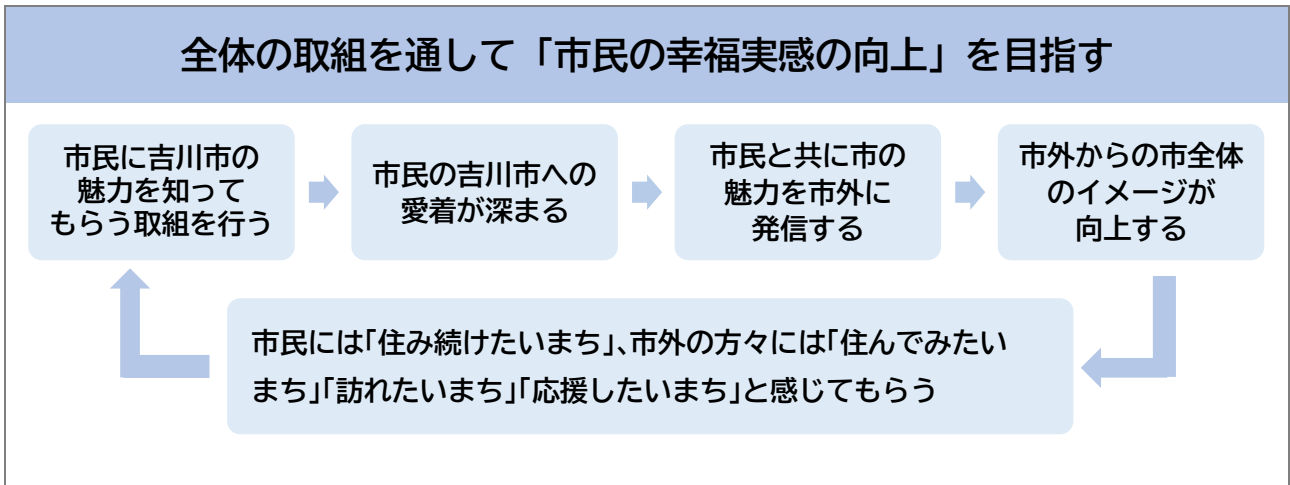 全体の取組を通して「市民の幸福実感の向上」を目指す
市民に吉川市の
魅力を知って
もらう取組を行う
市民の吉川市への
愛着が深まる
市民と共に市の
魅力を市外に
発信する
市外からの市全体
のイメージが
向上する
市民には「住み続けたいまち」、市外の方々には「住んでみたい
まち」「訪れたいまち」「応援したいまち」と感じてもらう